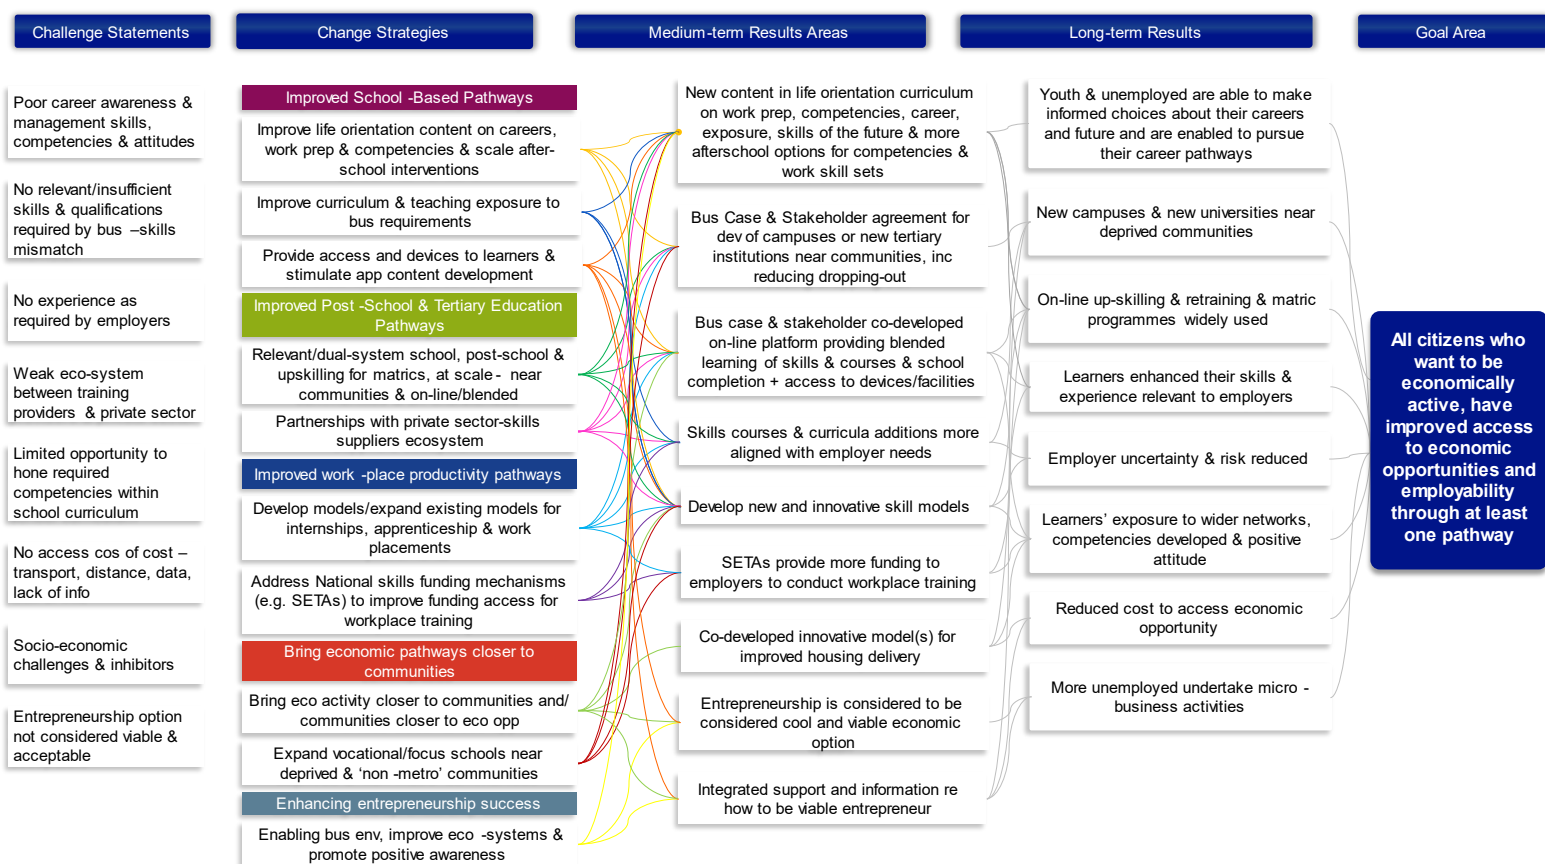 Challenge Statements
Change Strategies
Medium-term Results Areas
Long-term Results
Goal Area
Poor career awareness &
management skills,
competencies & attitudes
No relevant/insufficient
skills & qualifications
required by bus –skills
mismatch
No experience as
required by employers
Weak eco-system
between training
providers & private sector
Limited opportunity to
hone required
competencies within
school curriculum
No access cos of cost –
transport, distance, data,
lack of info
Socio-economic
challenges & inhibitors
Entrepreneurship option
not considered viable &
acceptable
Improved School -Based Pathways
Improve life orientation content on careers,
work prep & competencies & scale after-
school interventions
Improve curriculum & teaching exposure to
bus requirements
Provide access and devices to learners &
stimulate app content development
Improved Post -School & Tertiary Education
Pathways
Relevant/dual-system school, post-school &
upskilling for matrics, at scale - near
communities & on-line/blended
Partnerships with private sector-skills
suppliers ecosystem
Improved work -place productivity pathways
Develop models/expand existing models for
internships, apprenticeship & work
placements
Address National skills funding mechanisms
(e.g. SETAs) to improve funding access for
workplace training
Bring economic pathways closer to
communities
Bring eco activity closer to communities and/
communities closer to eco opp
Expand vocational/focus schools near
deprived & ‘non -metro’ communities
Enhancing entrepreneurship success
Enabling bus env, improve eco -systems &
promote positive awareness
New content in life orientation curriculum
on work prep, competencies, career,
exposure, skills of the future & more
afterschool options for competencies &
work skill sets
Bus Case & Stakeholder agreement for
dev of campuses or new tertiary
institutions near communities, inc
reducing dropping-out
Bus case & stakeholder co-developed
on-line platform providing blended
learning of skills & courses & school
completion + access to devices/facilities
Skills courses & curricula additions more
aligned with employer needs
Develop new and innovative skill models
SETAs provide more funding to
employers to conduct workplace training
Co-developed innovative model(s) for
improved housing delivery
Entrepreneurship is considered to be
considered cool and viable economic
option
Integrated support and information re
how to be viable entrepreneur
Youth & unemployed are able to make
informed choices about their careers
and future and are enabled to pursue
their career pathways
New campuses & new universities near
deprived communities
On-line up-skilling & retraining & matric
programmes widely used
Learners enhanced their skills &
experience relevant to employers
Employer uncertainty & risk reduced
Learners’ exposure to wider networks,
competencies developed & positive
attitude
Reduced cost to access economic
opportunity
More unemployed undertake micro -
business activities
All citizens who
want to be
economically
active, have
improved access
to economic
opportunities and
employability
through at least
one pathway